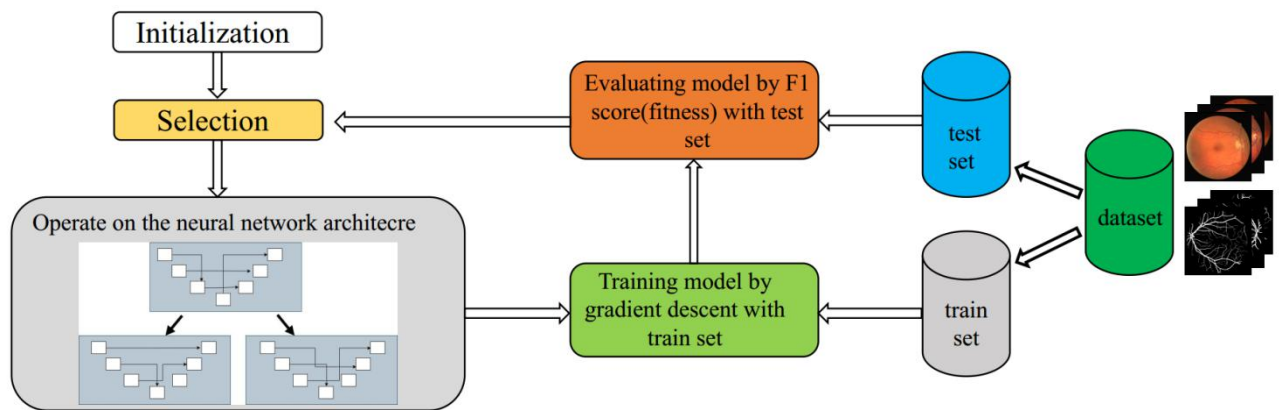 Initialization
Selection
Operate on the neural network architecre
Evaluating model by F1
score(fitness) with test
set
Training model by
gradient descent with
train set
test
set
train
set
dataset